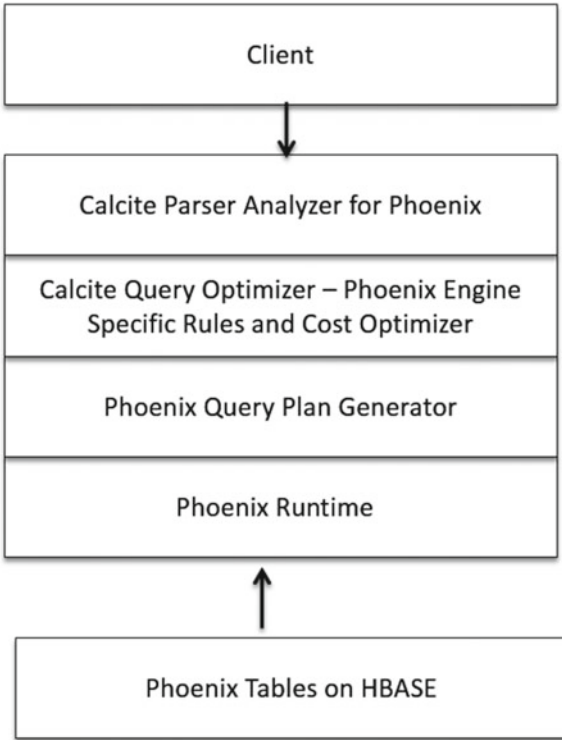 Client
Calcite Parser Analyzer for Phoenix
Calcite Query Optimizer – Phoenix Engine
Specific Rules and Cost Optimizer
Phoenix Query Plan Generator
Phoenix Runtime
Phoenix Tables on HBASE